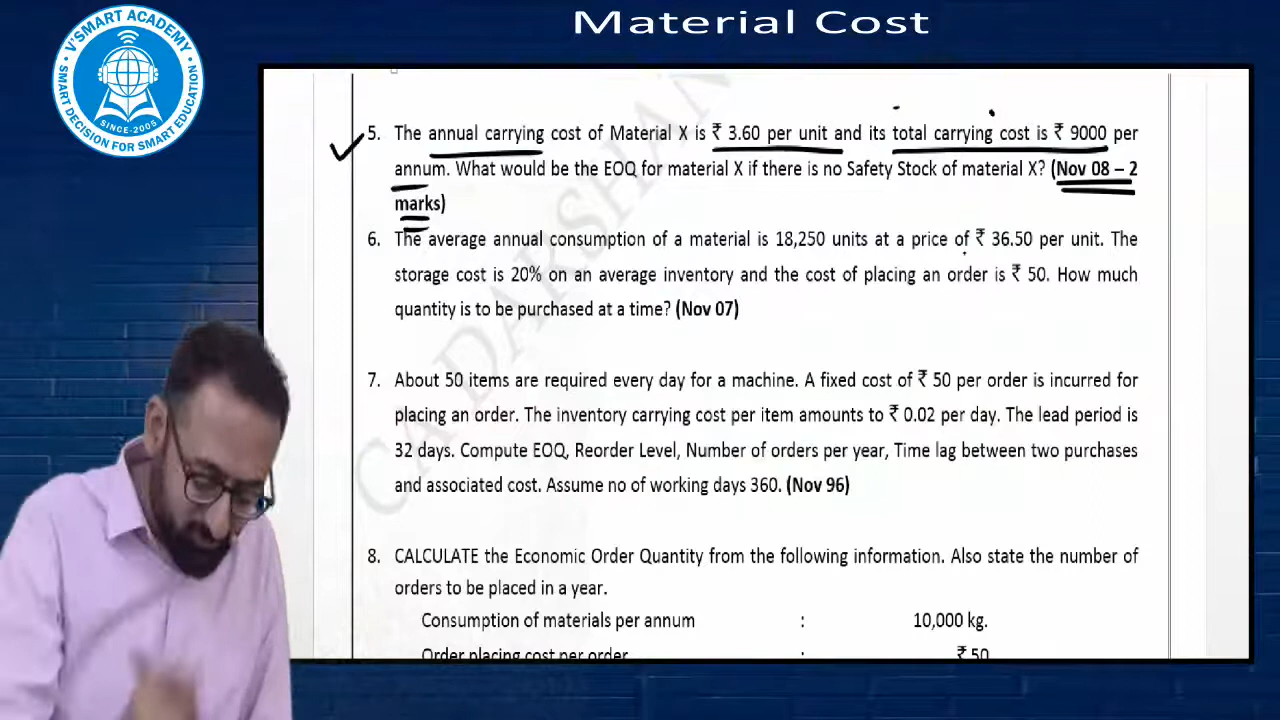 Material Cost
V'SMART ACADEMY
SMART DECISION FOR SMART EDUCATION
SINCE-2005
5. The annual carrying cost of Material X is ₹ 3.60 per unit and its total carrying cost is ₹ 9000 per
annum. What would be the EOQ for material X if there is no Safety Stock of material X? (Nov 08 – 2
marks)
6. The average annual consumption of a material is 18,250 units at a price of ₹ 36.50 per unit. The
storage cost is 20% on an average inventory and the cost of placing an order is ₹ 50. How much
quantity is to be purchased at a time? (Nov 07)
7. About 50 items are required every day for a machine. A fixed cost of ₹ 50 per order is incurred for
placing an order. The inventory carrying cost per item amounts to ₹ 0.02 per day. The lead period is
32 days. Compute EOQ, Reorder Level, Number of orders per year, Time lag between two purchases
and associated cost. Assume no of working days 360. (Nov 96)
8. CALCULATE the Economic Order Quantity from the following information. Also state the number of
orders to be placed in a year.
Consumption of materials per annum : 10,000 kg.
Order placing cost per order : ₹ 50
CA DAKSHAN